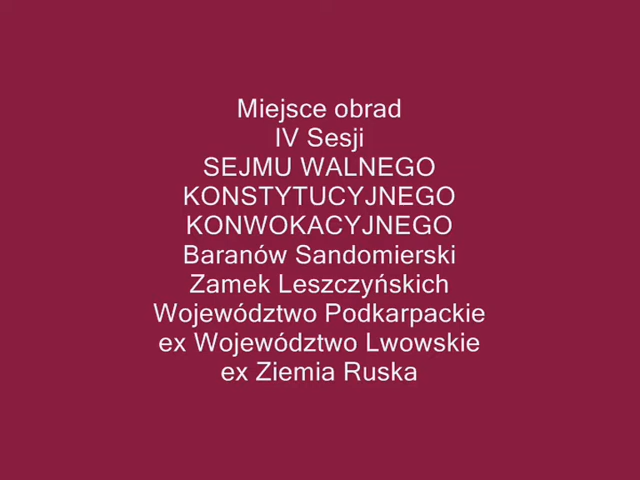 Miejsce obrad
IV Sesji
SEJMU WALNEGO
KONSTYTUCYJNEGO
KONWOKACYJNEGO
Baranów Sandomierski
Zamek Leszczyńskich
Województwo Podkarpackie
ex Województwo Lwowskie
ex Ziemia Ruska